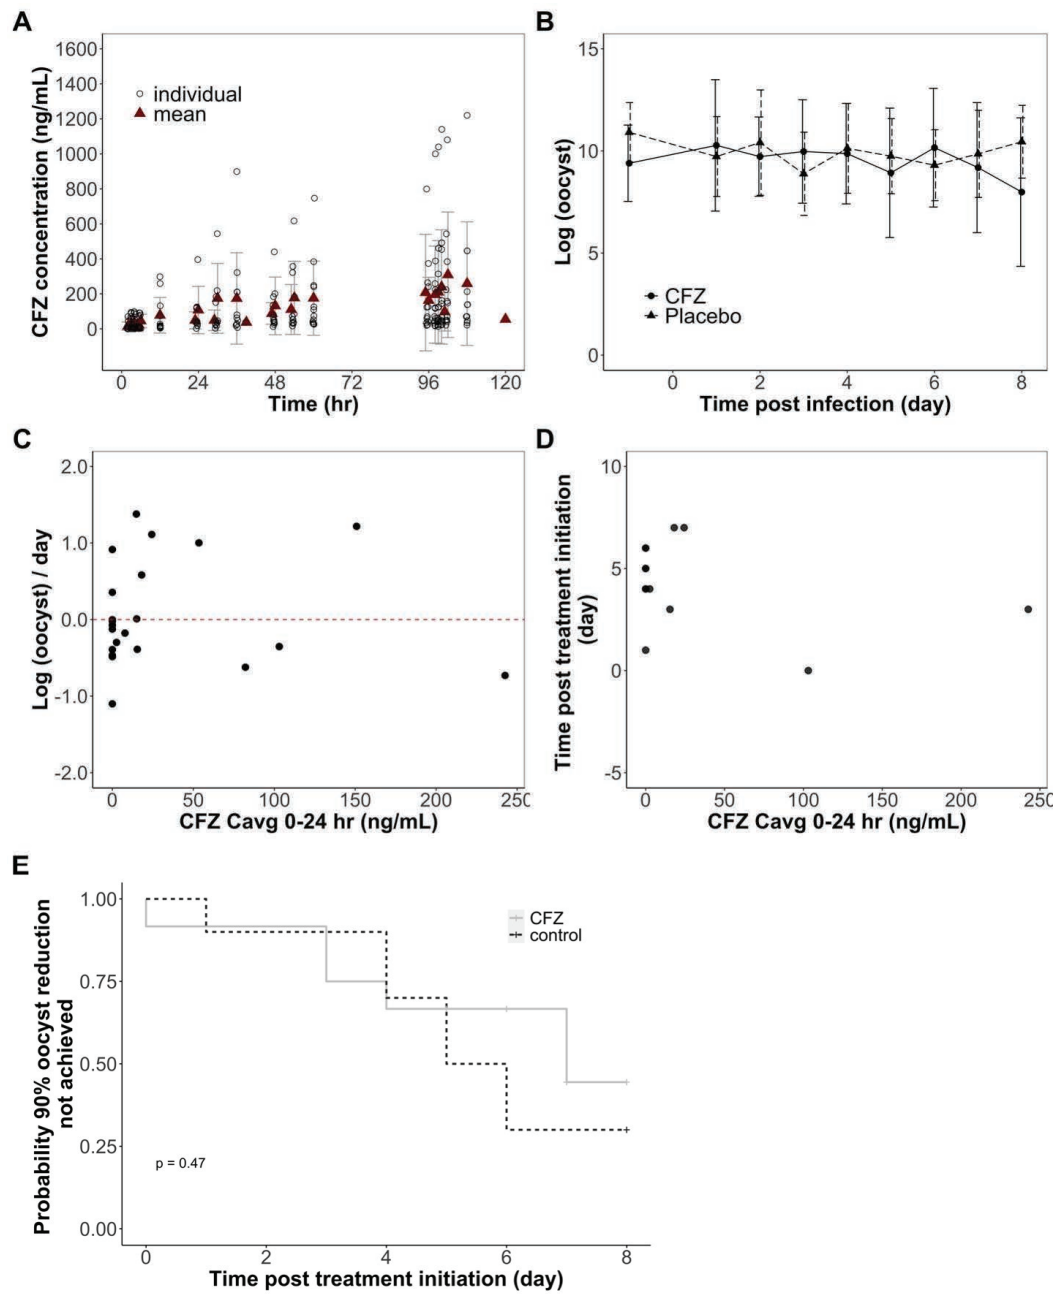 A
CFZ concentration (ng/mL)
1600
1400
1200
1000
800
600
400
200
0
individual
mean
0 24 48 72 96 120
Time (hr)
B
Log (oocyst)
15
10
5
0
CFZ
Placebo
0 2 4 6 8
Time post infection (day)
C
Log (oocyst) / day
2.0
1.0
0.0
-1.0
-2.0
0 50 100 150 200 250
CFZ Cavg 0-24 hr (ng/mL)
D
Time post treatment initiation
(day)
10
5
0
-5
0 50 100 150 200 250
CFZ Cavg 0-24 hr (ng/mL)
E
Probability 90% oocyst reduction
not achieved
1.00
0.75
0.50
0.25
0.00
CFZ
control
p = 0.47
0 2 4 6 8
Time post treatment initiation (day)